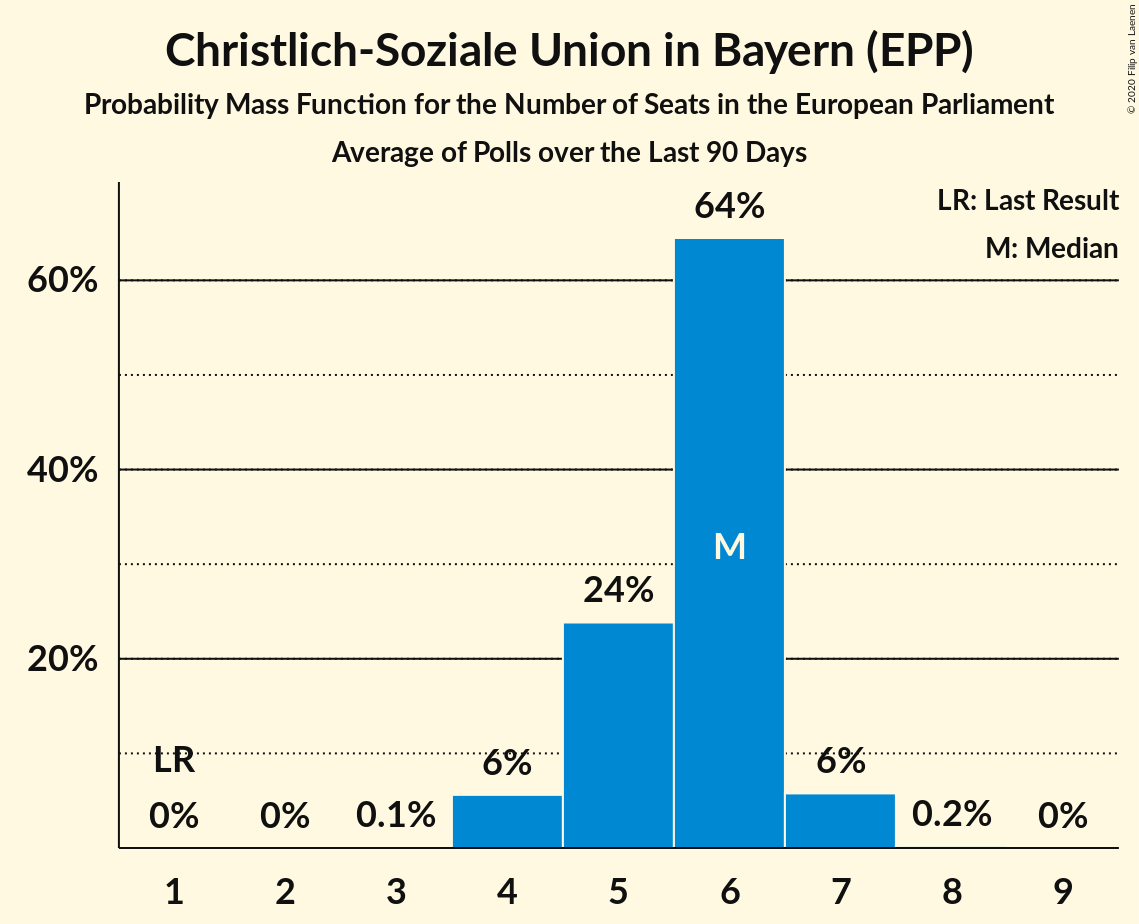 Christlich-Soziale Union in Bayern (EPP)
Probability Mass Function for the Number of Seats in the European Parliament
Average of Polls over the Last 90 Days
© 2020 Filip van Laenen
LR: Last Result
M: Median
64%
60%
40%
M
24%
20%
LR
6%
6%
0%
0%
0.1%
0.2%
0%
1 2 3 4 5 6 7 8 9